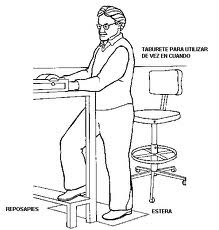 TABURETE PARA UTILIZAR
DE VEZ EN CUANDO
REPOSAPIES
ESTERA